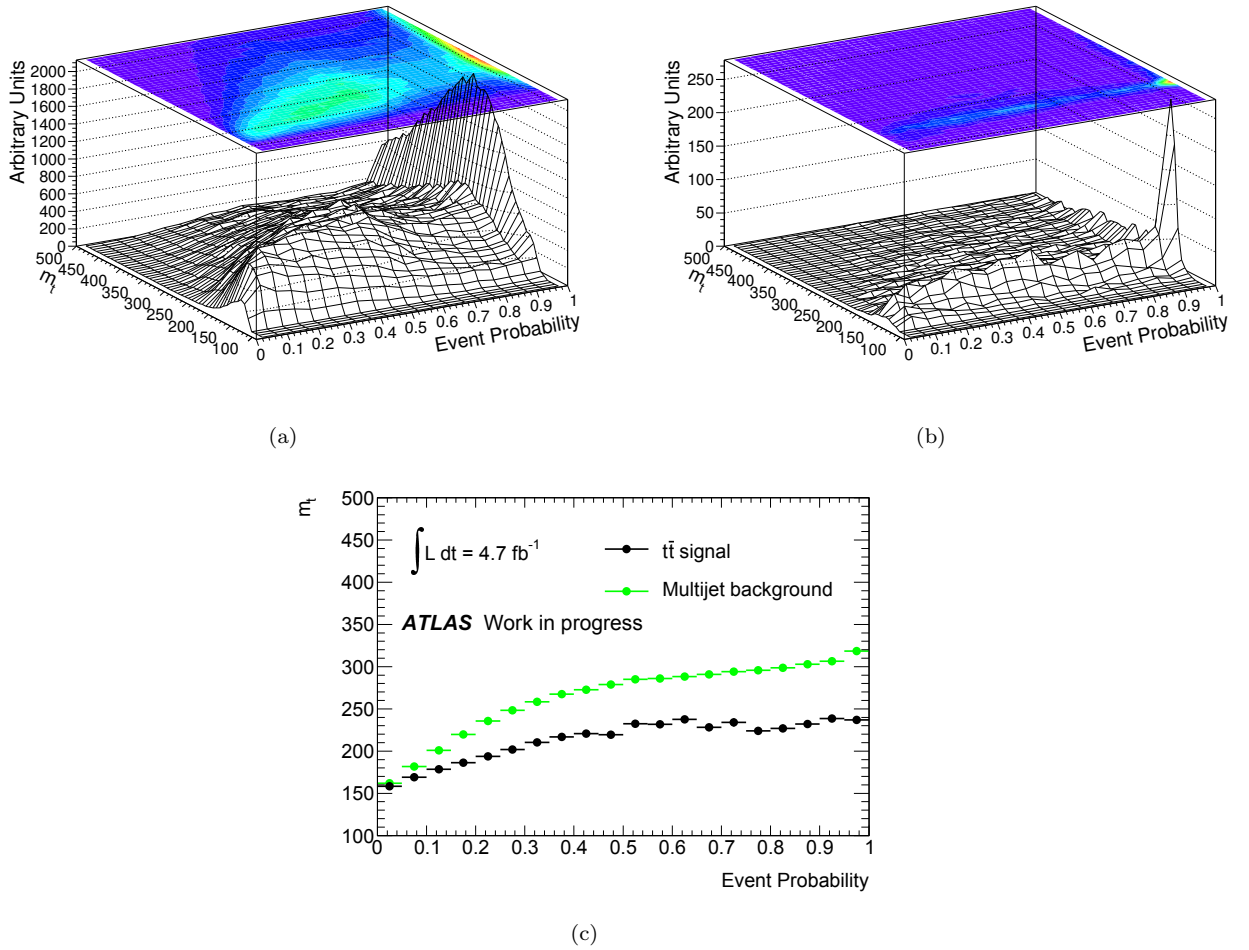 Arbitrary Units
2000
1800
1600
1400
1200
1000
800
600
400
200
0
500
450
400
350
300
250
200
150
100
m_t
0 0.1 0.2 0.3 0.4 0.5 0.6 0.7 0.8 0.9 1
Event Probability
(a)
Arbitrary Units
250
200
150
100
50
0
500
450
400
350
300
250
200
150
100
m_t
0 0.1 0.2 0.3 0.4 0.5 0.6 0.7 0.8 0.9 1
Event Probability
(b)
m_t
500
450
400
350
300
250
200
150
100
∫ L dt = 4.7 fb⁻¹
tt̄ signal
Multijet background
ATLAS Work in progress
0 0.1 0.2 0.3 0.4 0.5 0.6 0.7 0.8 0.9 1
Event Probability
(c)